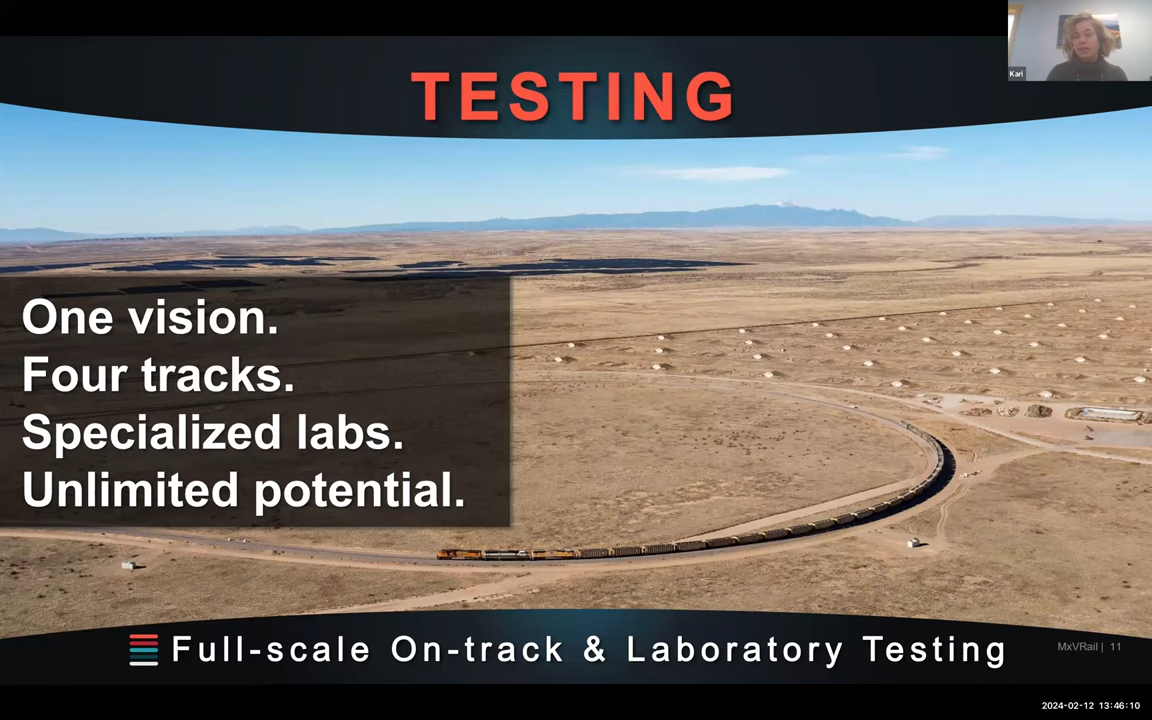 Kari
TESTING
One vision.
Four tracks.
Specialized labs.
Unlimited potential.
Full-scale On-track & Laboratory Testing
MxVRail | 11
2024-02-12 13:46:10